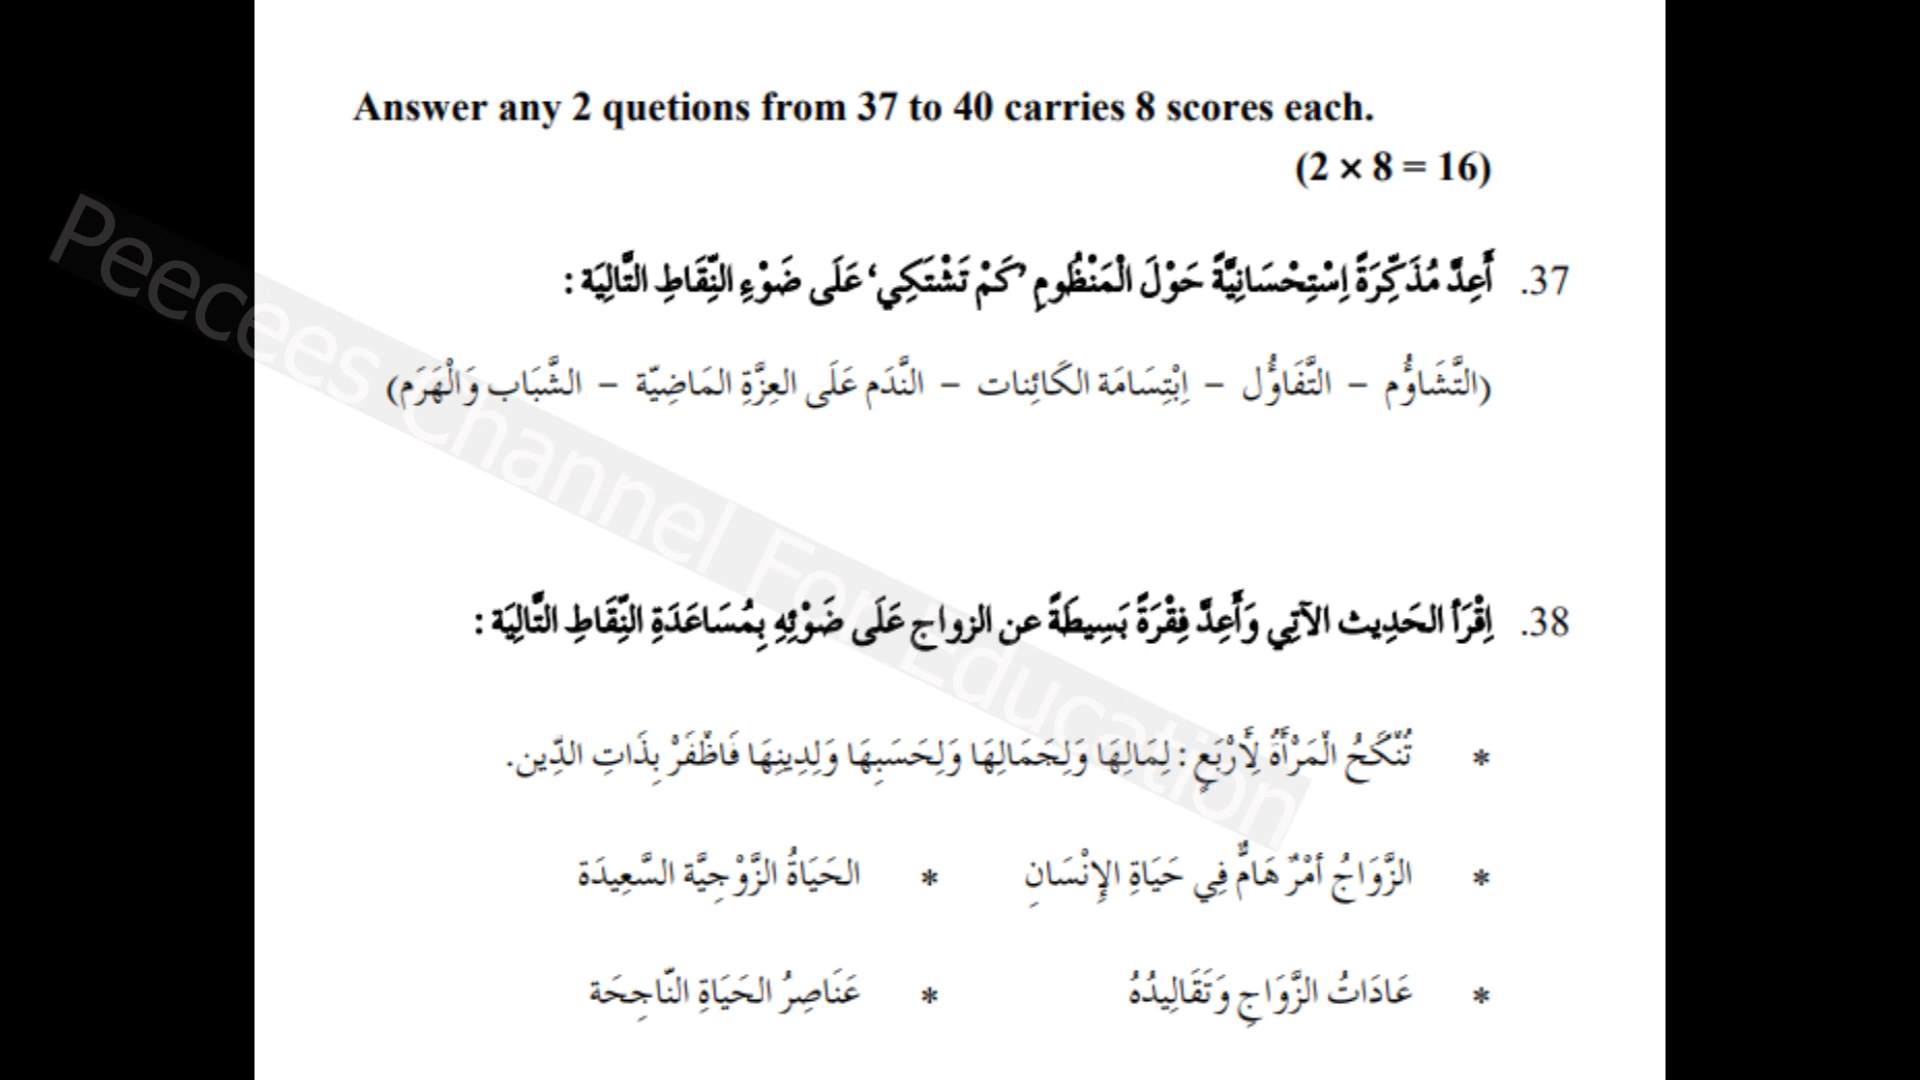 Answer any 2 quetions from 37 to 40 carries 8 scores each.
(2 × 8 = 16)
37. أَعِدَّ مُذَكِّرَةً اِسْتِحْسَانِيَّةً حَوْلَ الْمَنْظُومِ ’كَمْ تَشْتَكِي‘ عَلَى ضَوْءِ النِّقَاطِ التَّالِيَة :
(التَّشَاؤُم – التَّفَاؤُل – اِبْتِسَامَة الكَائِنات – النَّدَم عَلَى العِزَّةِ المَاضِيّة – الشَّبَاب وَالْهَرَم)
38. اِقْرَأْ الحَدِيث الآتِي وَأَعِدَّ فِقْرَةً بَسِيطَةً عن الزواج عَلَى ضَوْئِهِ بِمُسَاعَدَةِ النِّقَاطِ التَّالِيَة :
* تُنْكَحُ الْمَرْأَةُ لِأَرْبَعٍ : لِمَالِهَا وَلِجَمَالِهَا وَلِحَسَبِهَا وَلِدِينِهَا فَاظْفَرْ بِذَاتِ الدِّين.
* الزَّوَاجُ أَمْرٌ هَامٌّ فِي حَيَاةِ الإِنْسَانِ * الحَيَاةُ الزَّوْجِيَّة السَّعِيدَة
* عَادَاتُ الزَّوَاجِ وَتَقَالِيدُهُ * عَنَاصِرُ الحَيَاةِ النَّاجِحَة
Peecees Channel For Education